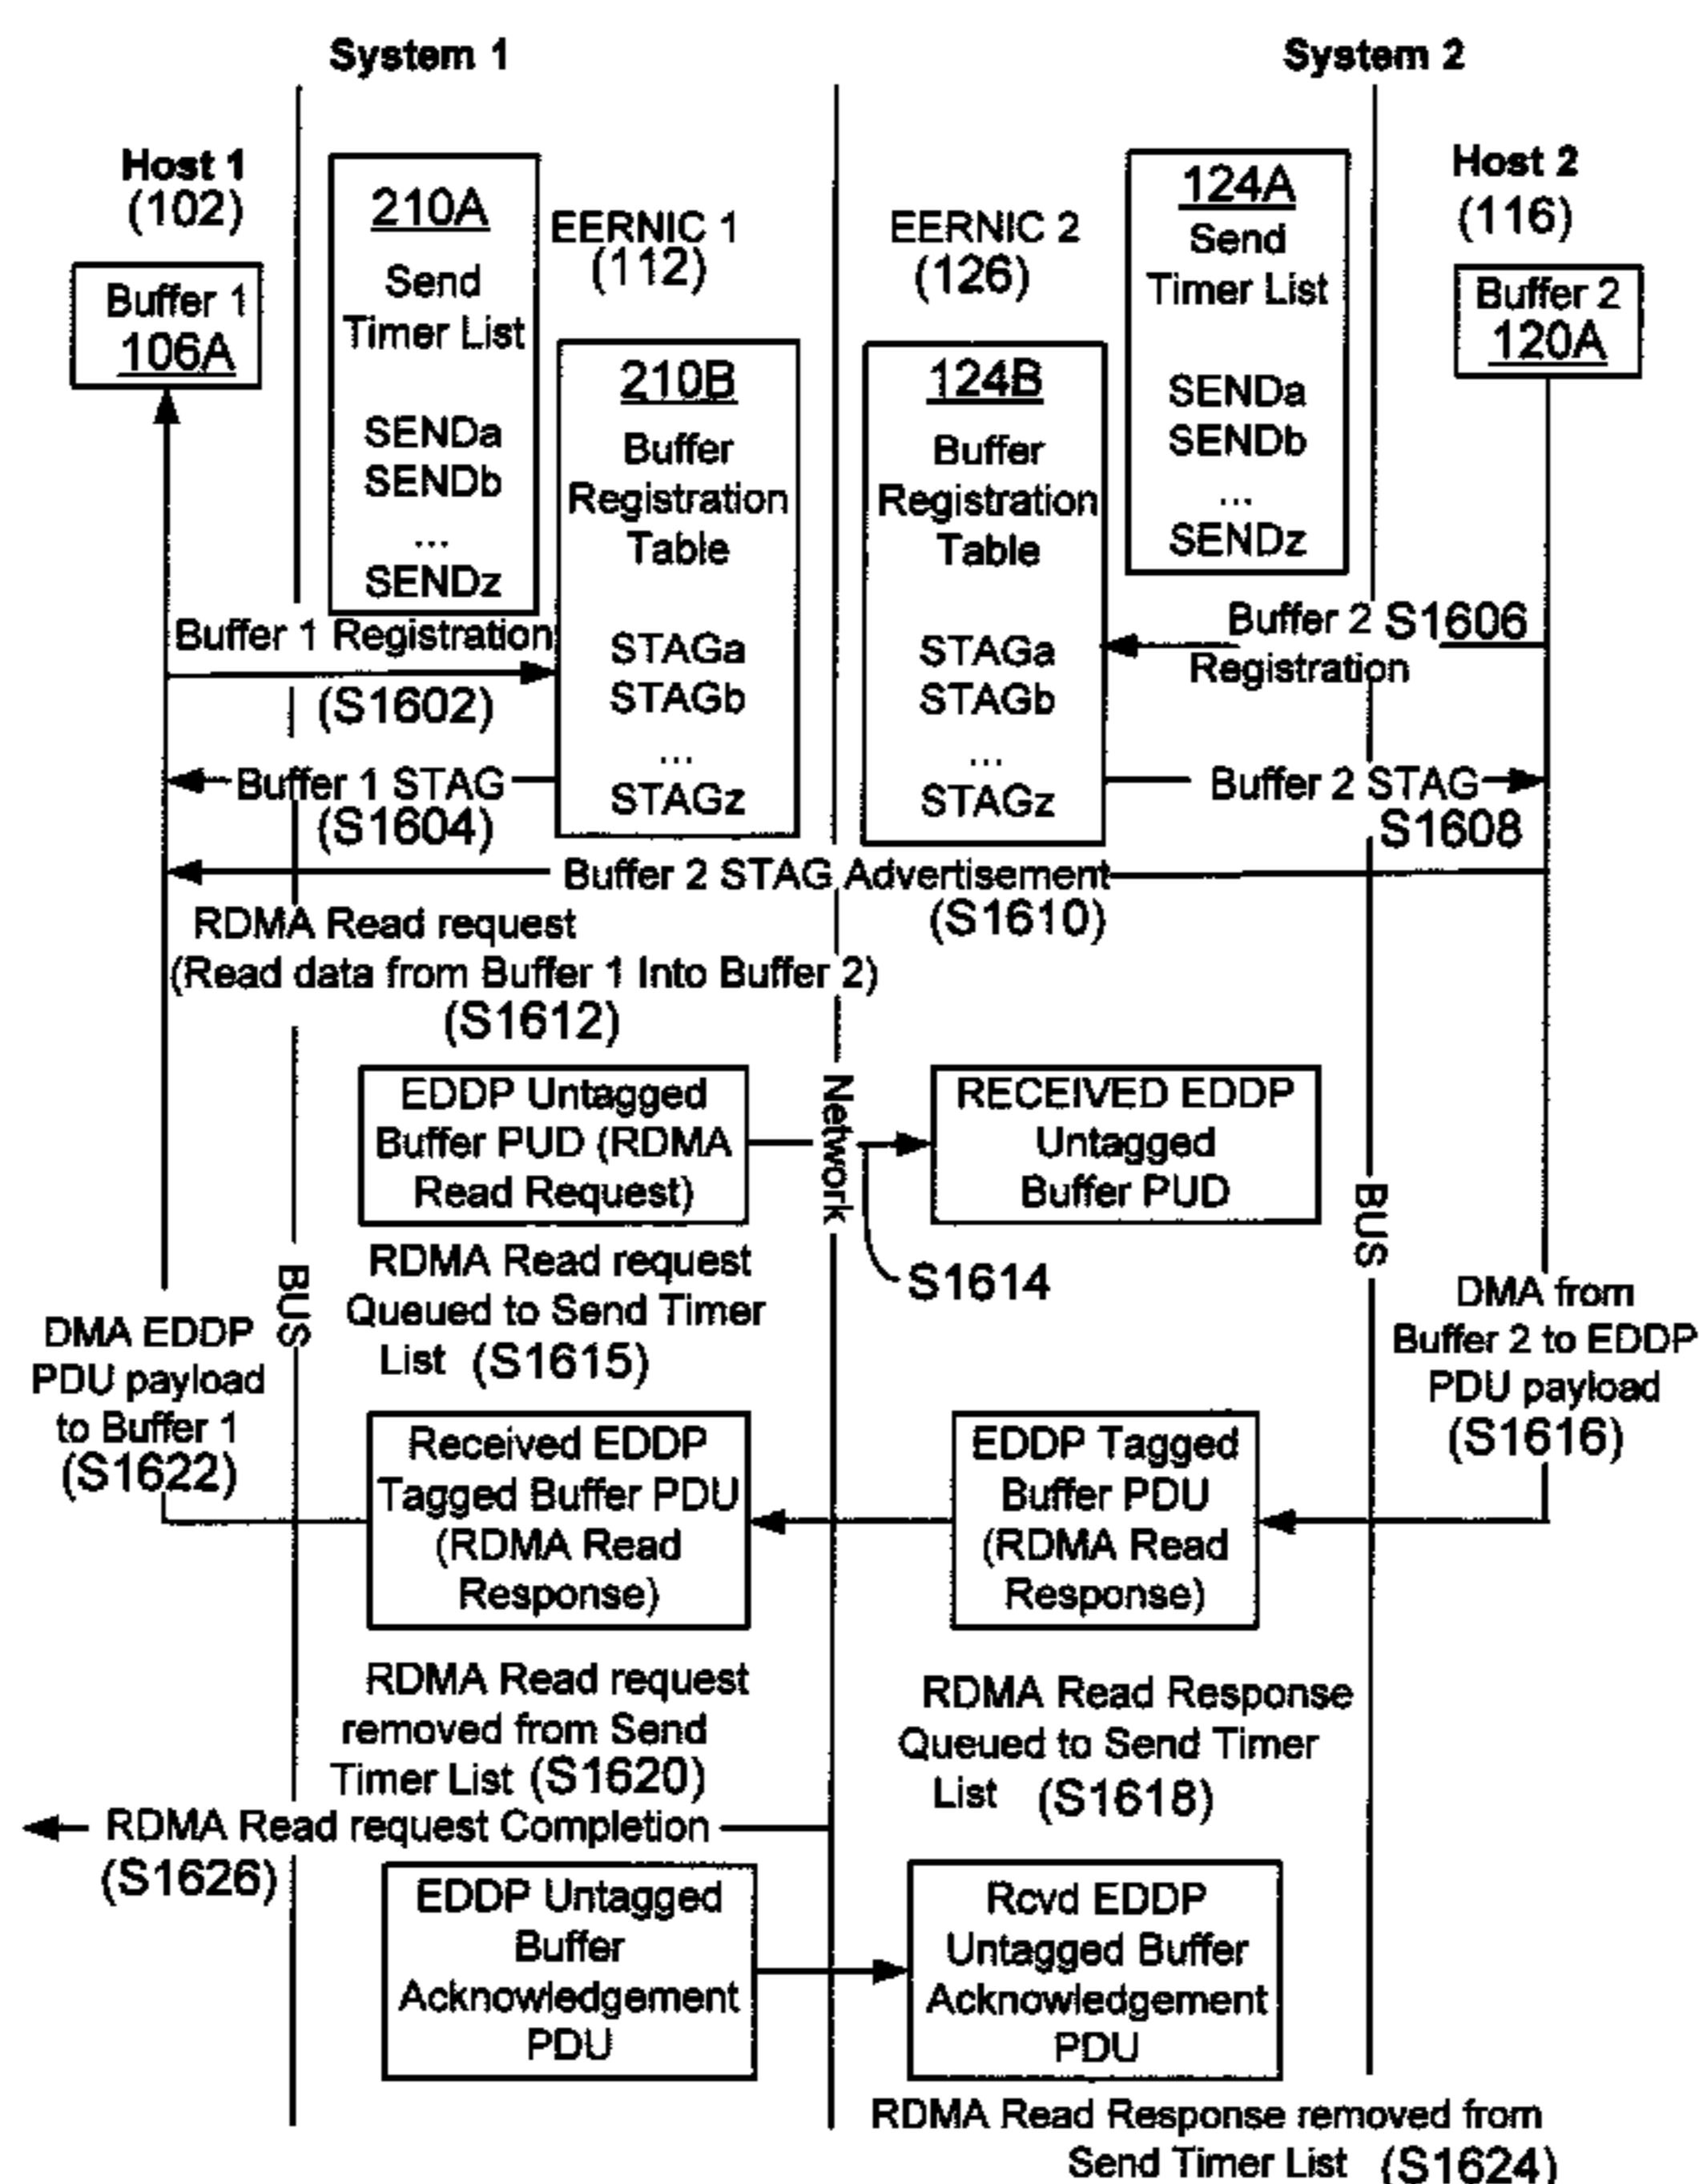 System 1
System 2
Host 1
(102)
Buffer 1
106A
210A
Send
Timer List
SENDa
SENDb
...
SENDz
EERNIC 1
(112)
210B
Buffer
Registration
Table
STAGa
STAGb
...
STAGz
EERNIC 2
(126)
124B
Buffer
Registration
Table
STAGa
STAGb
...
STAGz
124A
Send
Timer List
SENDa
SENDb
...
SENDz
Host 2
(116)
Buffer 2
120A
Buffer 1 Registration
(S1602)
Buffer 2 S1606
Registration
Buffer 1 STAG
(S1604)
Buffer 2 STAG
S1608
Buffer 2 STAG Advertisement
(S1610)
RDMA Read request
(Read data from Buffer 1 Into Buffer 2)
(S1612)
EDDP Untagged
Buffer PUD (RDMA
Read Request)
Network
RECEIVED EDDP
Untagged
Buffer PUD
S1614
RDMA Read request
Queued to Send Timer
List (S1615)
BUS
BUS
DMA EDDP
PDU payload
to Buffer 1
(S1622)
DMA from
Buffer 2 to EDDP
PDU payload
(S1616)
Received EDDP
Tagged Buffer PDU
(RDMA Read
Response)
EDDP Tagged
Buffer PDU
(RDMA Read
Response)
RDMA Read request
removed from Send
Timer List (S1620)
RDMA Read Response
Queued to Send Timer
List (S1618)
RDMA Read request Completion
(S1626)
EDDP Untagged
Buffer
Acknowledgement
PDU
Rcvd EDDP
Untagged Buffer
Acknowledgement
PDU
RDMA Read Response removed from
Send Timer List (S1624)